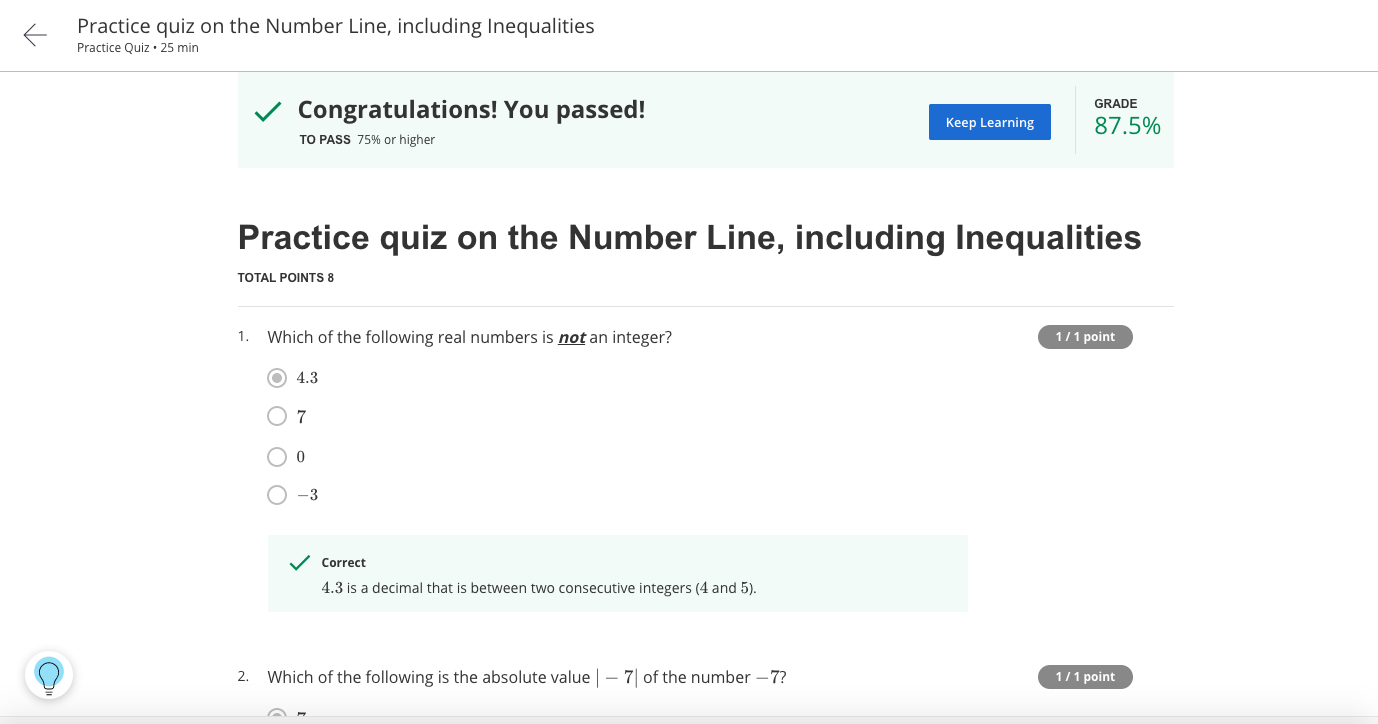 Practice quiz on the Number Line, including Inequalities
Practice Quiz • 25 min
Congratulations! You passed!
TO PASS 75% or higher
Keep Learning
GRADE
87.5%
Practice quiz on the Number Line, including Inequalities
TOTAL POINTS 8
1. Which of the following real numbers is not an integer?
1 / 1 point
4.3
7
0
−3
Correct
4.3 is a decimal that is between two consecutive integers (4 and 5).
2. Which of the following is the absolute value | − 7| of the number −7?
1 / 1 point
7